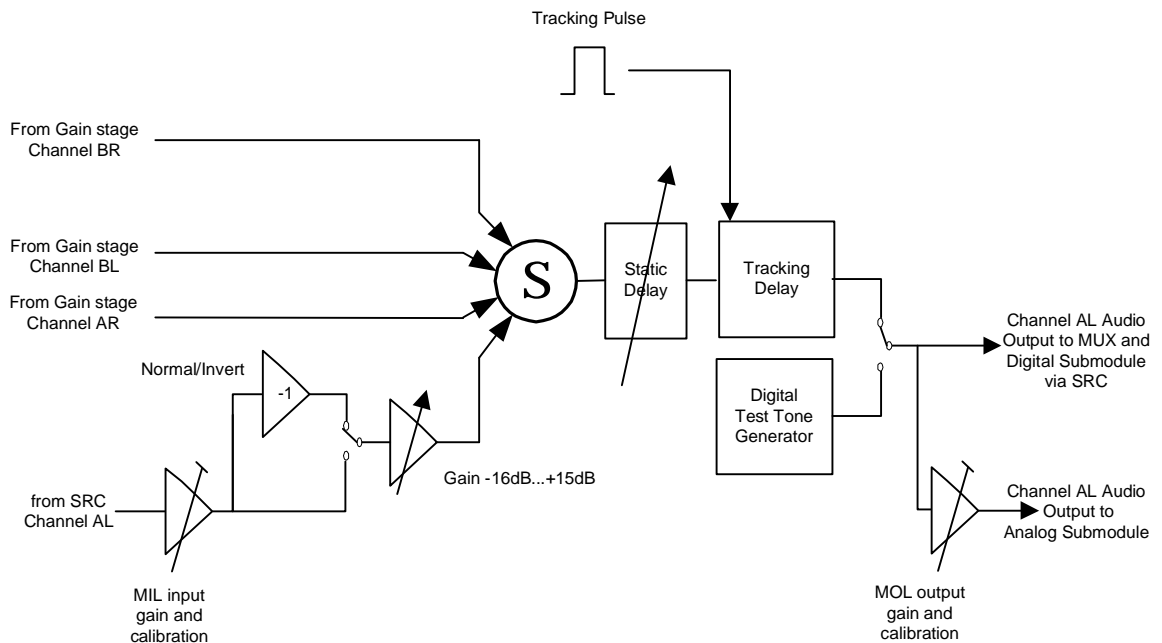 Tracking Pulse
From Gain stage
Channel BR
From Gain stage
Channel BL
From Gain stage
Channel AR
S
Static
Delay
Tracking
Delay
Normal/Invert
-1
Gain -16dB...+15dB
from SRC
Channel AL
MIL input
gain and
calibration
Digital
Test Tone
Generator
Channel AL Audio
Output to MUX and
Digital Submodule
via SRC
Channel AL Audio
Output to
Analog Submodule
MOL output
gain and
calibration